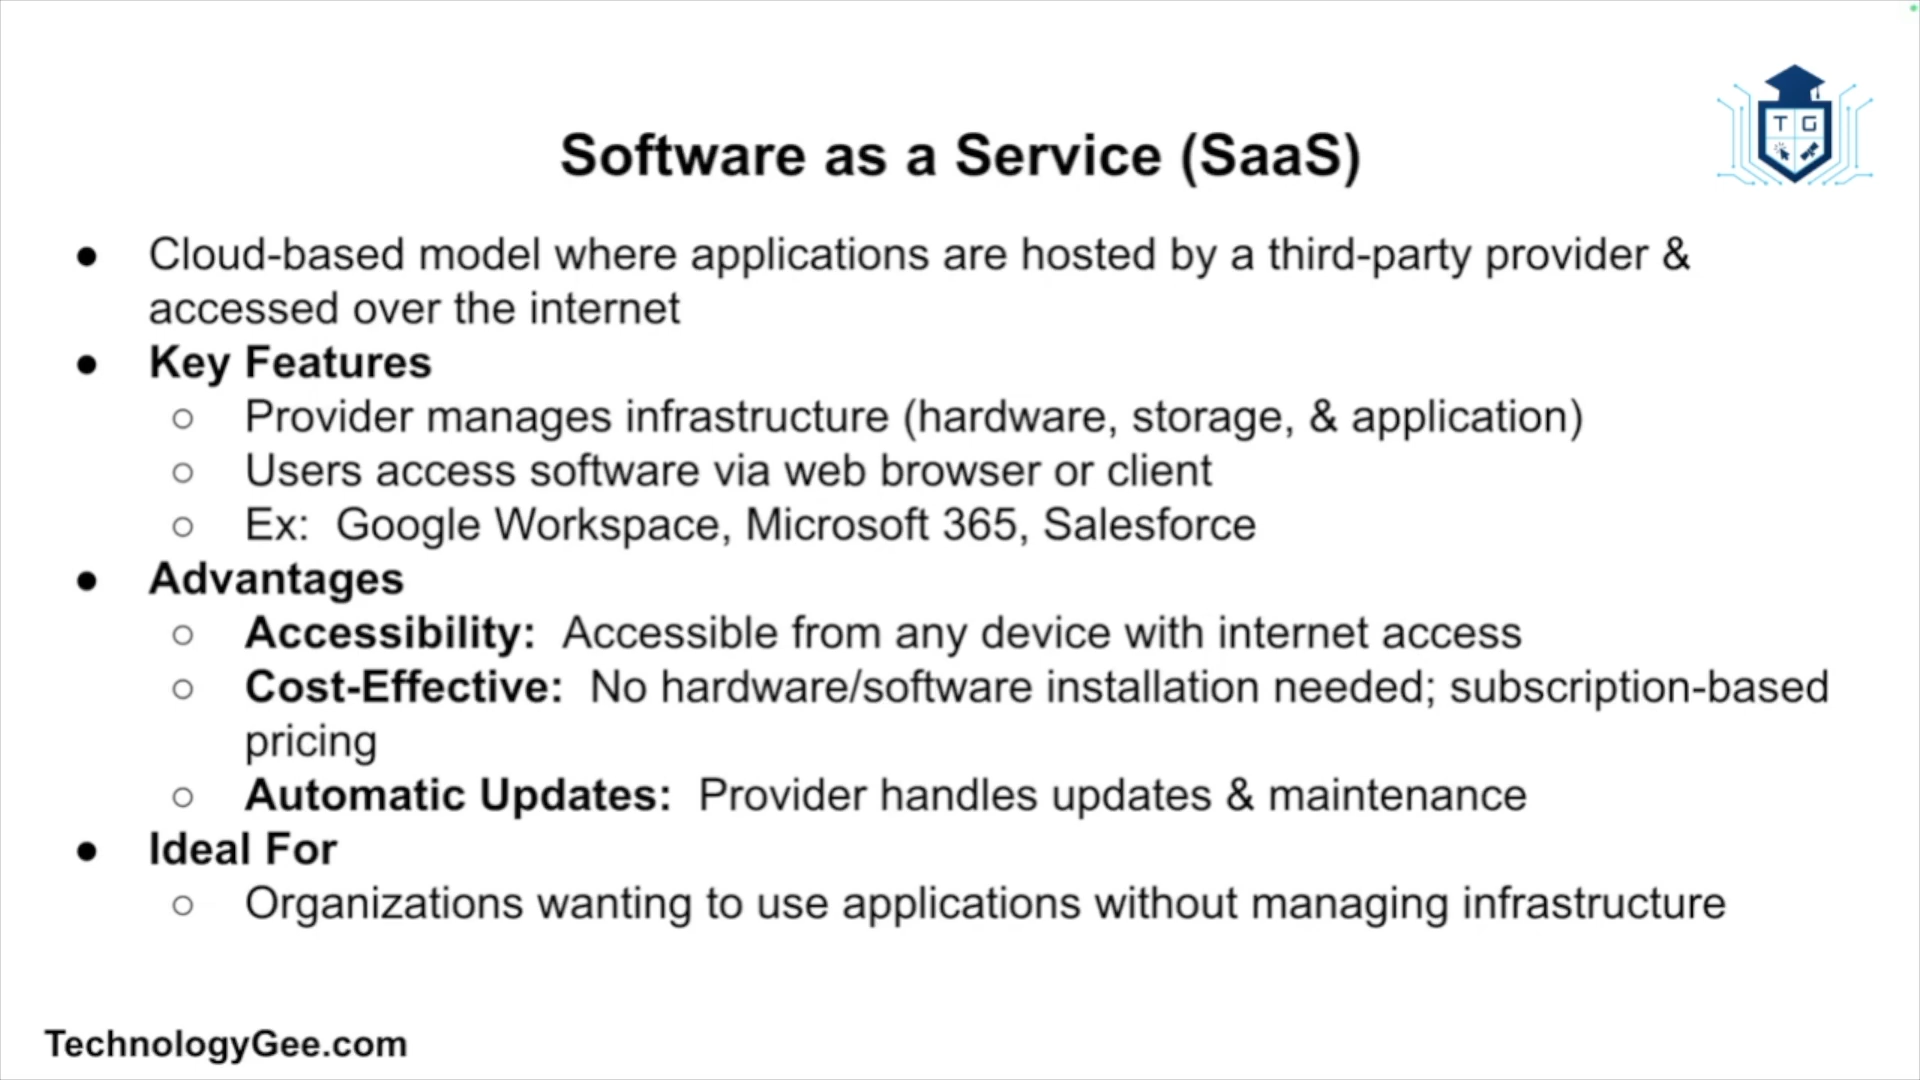 T G
Software as a Service (SaaS)
● Cloud-based model where applications are hosted by a third-party provider &
accessed over the internet
● Key Features
○ Provider manages infrastructure (hardware, storage, & application)
○ Users access software via web browser or client
○ Ex:  Google Workspace, Microsoft 365, Salesforce
● Advantages
○ Accessibility:  Accessible from any device with internet access
○ Cost-Effective:  No hardware/software installation needed; subscription-based
pricing
○ Automatic Updates:  Provider handles updates & maintenance
● Ideal For
○ Organizations wanting to use applications without managing infrastructure
TechnologyGee.com